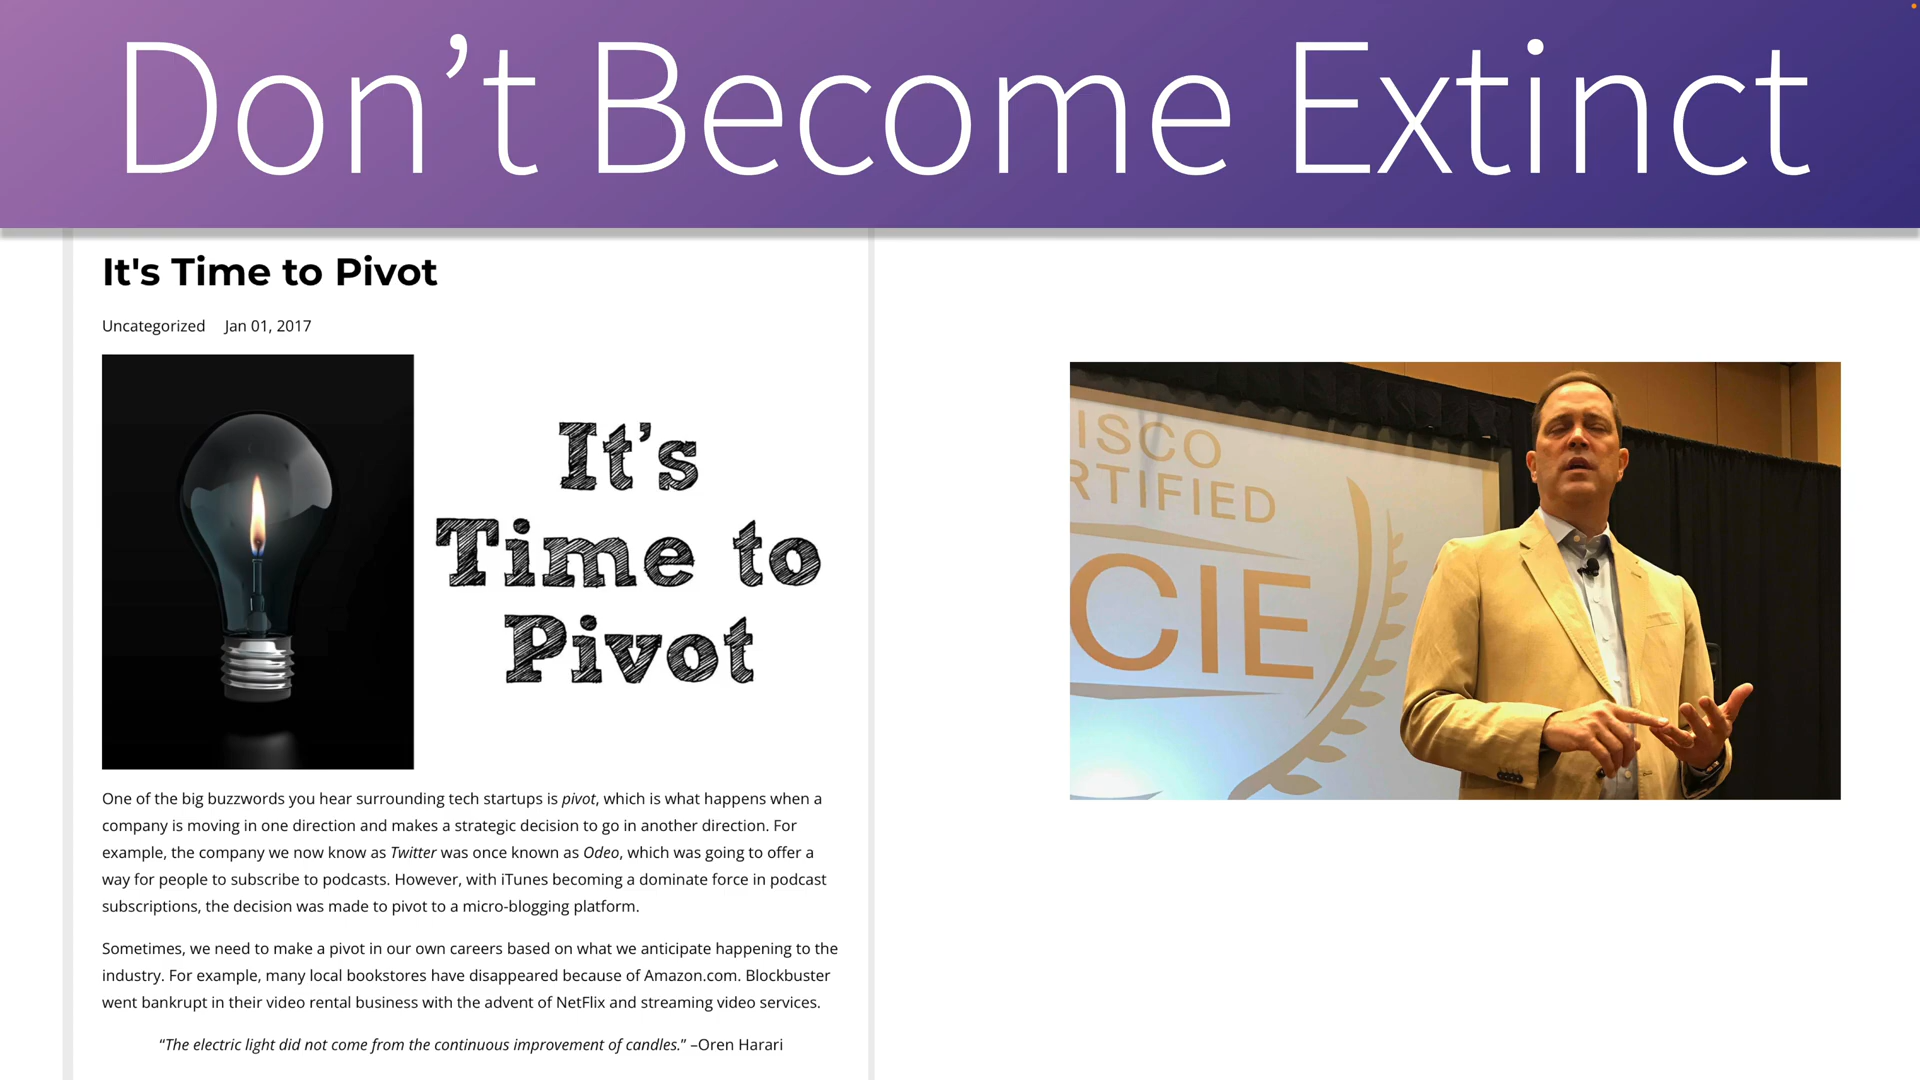 Don’t Become Extinct
It's Time to Pivot
Uncategorized Jan 01, 2017
It’s
Time to
Pivot
One of the big buzzwords you hear surrounding tech startups is pivot, which is what happens when a
company is moving in one direction and makes a strategic decision to go in another direction. For
example, the company we now know as Twitter was once known as Odeo, which was going to offer a
way for people to subscribe to podcasts. However, with iTunes becoming a dominate force in podcast
subscriptions, the decision was made to pivot to a micro-blogging platform.
Sometimes, we need to make a pivot in our own careers based on what we anticipate happening to the
industry. For example, many local bookstores have disappeared because of Amazon.com. Blockbuster
went bankrupt in their video rental business with the advent of NetFlix and streaming video services.
“The electric light did not come from the continuous improvement of candles.” –Oren Harari
ISCO
RTIFIED
CIE